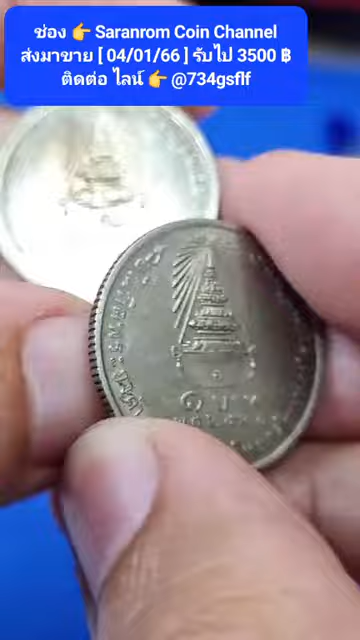 ช่อง 👉 Saranrom Coin Channel
ส่งมาขาย [ 04/01/66 ] รับไป 3500 ฿
ติดต่อ ไลน์ 👉 @734gsflf
๑ บาท